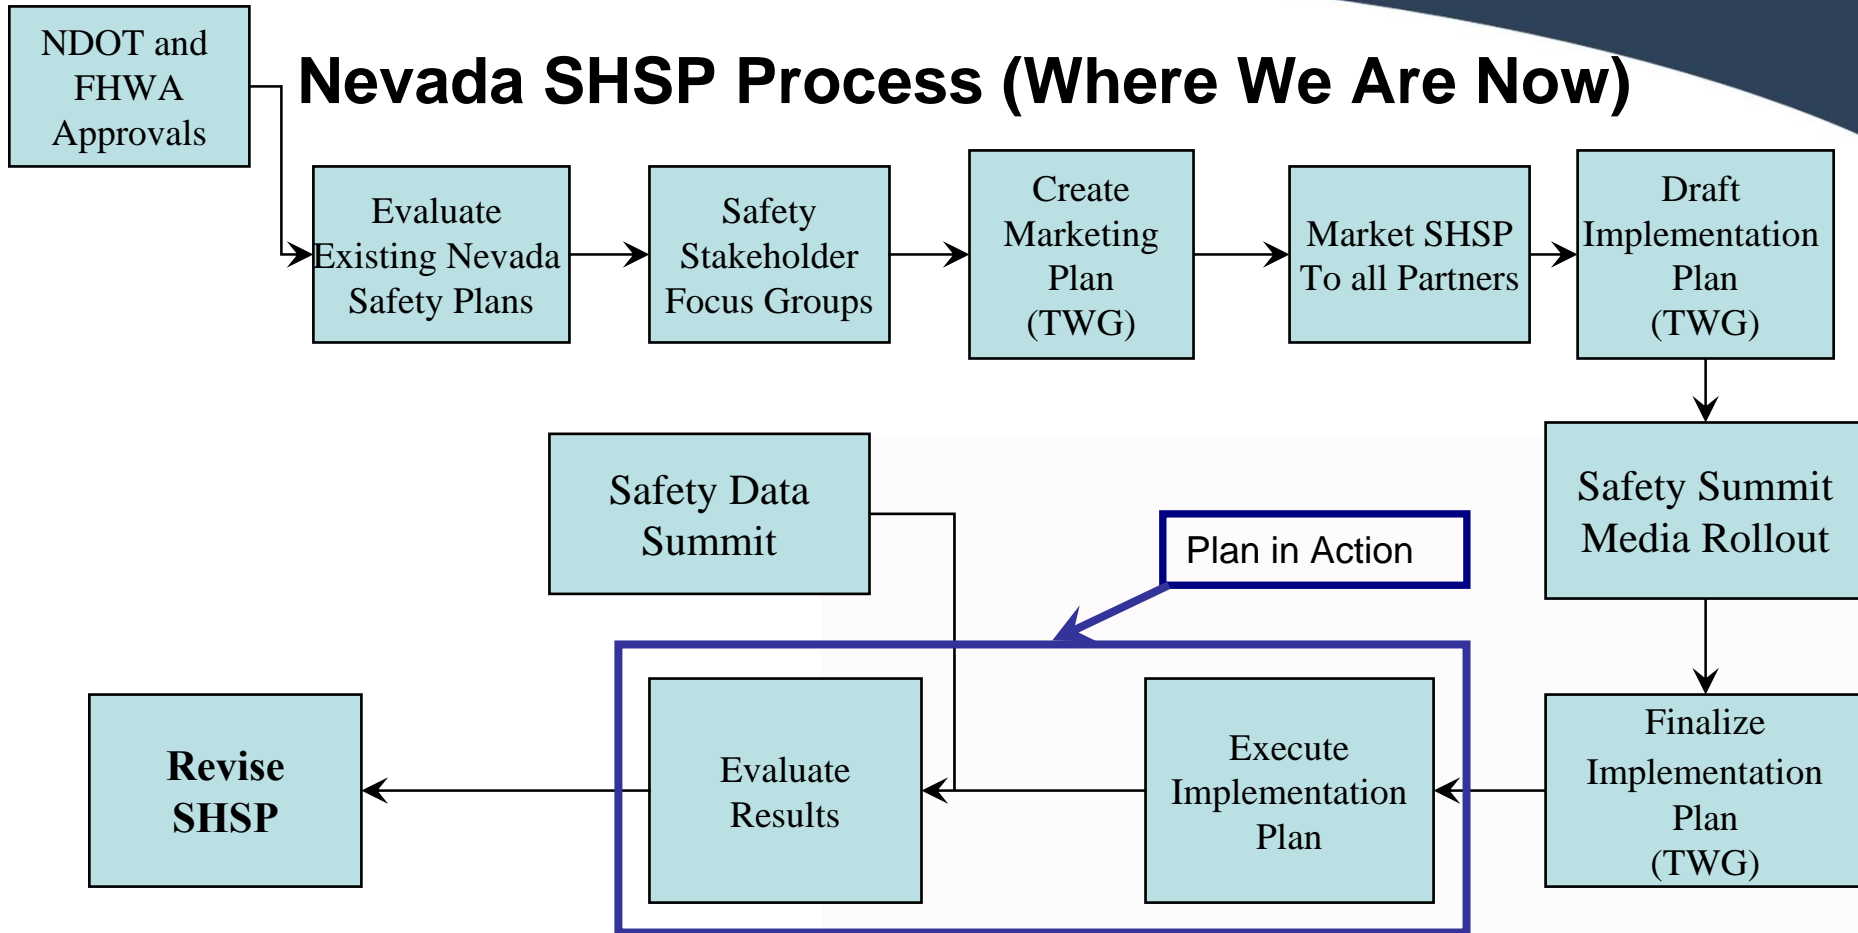 NDOT and
FHWA
Approvals
Nevada SHSP Process (Where We Are Now)
Evaluate
Existing Nevada
Safety Plans
Safety
Stakeholder
Focus Groups
Create
Marketing
Plan
(TWG)
Market SHSP
To all Partners
Draft
Implementation
Plan
(TWG)
Safety Summit
Media Rollout
Safety Data
Summit
Plan in Action
Finalize
Implementation
Plan
(TWG)
Execute
Implementation
Plan
Evaluate
Results
Revise
SHSP